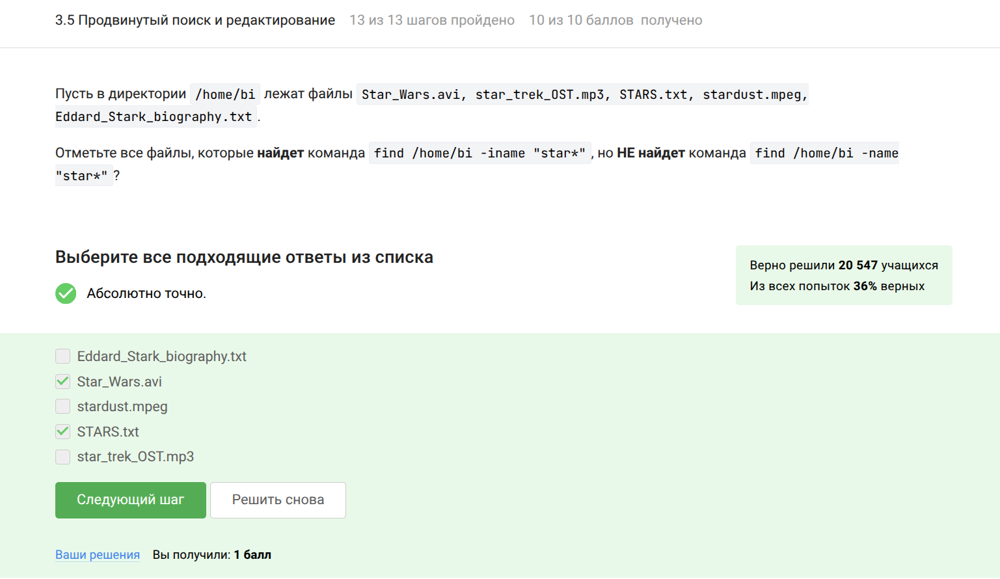 3.5 Продвинутый поиск и редактирование 13 из 13 шагов пройдено 10 из 10 баллов получено
Пусть в директории /home/bi лежат файлы Star_Wars.avi, star_trek_OST.mp3, STARS.txt, stardust.mpeg,
Eddard_Stark_biography.txt.
Отметьте все файлы, которые найдет команда find /home/bi -iname "star*", но НЕ найдет команда find /home/bi -name
"star*"?
Выберите все подходящие ответы из списка
Абсолютно точно.
Верно решили 20 547 учащихся
Из всех попыток 36% верных
Eddard_Stark_biography.txt
Star_Wars.avi
stardust.mpeg
STARS.txt
star_trek_OST.mp3
Следующий шаг Решить снова
Ваши решения Вы получили: 1 балл